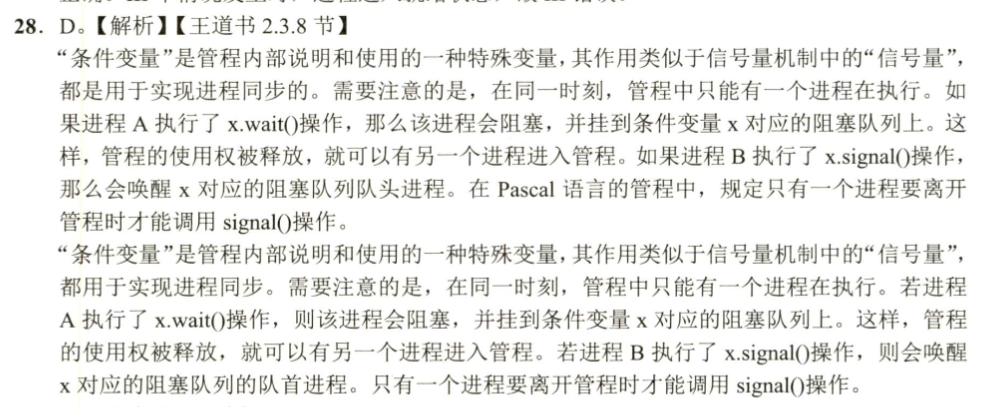 28. D。【解析】【王道书 2.3.8 节】
“条件变量”是管程内部说明和使用的一种特殊变量，其作用类似于信号量机制中的“信号量”，
都是用于实现进程同步的。需要注意的是，在同一时刻，管程中只能有一个进程在执行。如
果进程 A 执行了 x.wait()操作，那么该进程会阻塞，并挂到条件变量 x 对应的阻塞队列上。这
样，管程的使用权被释放，就可以有另一个进程进入管程。如果进程 B 执行了 x.signal()操作，
那么会唤醒 x 对应的阻塞队列队头进程。在 Pascal 语言的管程中，规定只有一个进程要离开
管程时才能调用 signal()操作。
“条件变量”是管程内部说明和使用的一种特殊变量，其作用类似于信号量机制中的“信号量”，
都用于实现进程同步。需要注意的是，在同一时刻，管程中只能有一个进程在执行。若进程
A 执行了 x.wait()操作，则该进程会阻塞，并挂到条件变量 x 对应的阻塞队列上。这样，管程
的使用权被释放，就可以有另一个进程进入管程。若进程 B 执行了 x.signal()操作，则会唤醒
x 对应的阻塞队列的队首进程。只有一个进程要离开管程时才能调用 signal()操作。